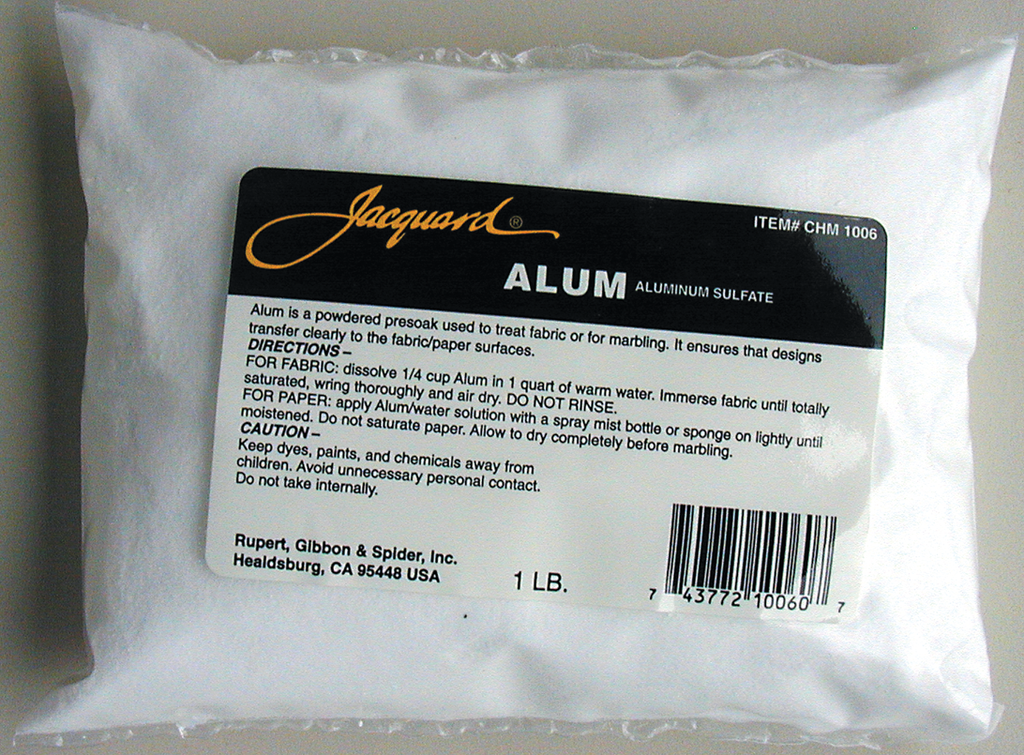 Jacquard®
ITEM# CHM 1006
ALUM ALUMINUM SULFATE
Alum is a powdered presoak used to treat fabric or for marbling. It ensures that designs
transfer clearly to the fabric/paper surfaces.
DIRECTIONS –
FOR FABRIC: dissolve 1/4 cup Alum in 1 quart of warm water. Immerse fabric until totally
saturated, wring thoroughly and air dry. DO NOT RINSE.
FOR PAPER: apply Alum/water solution with a spray mist bottle or sponge on lightly until
moistened. Do not saturate paper. Allow to dry completely before marbling.
CAUTION –
Keep dyes, paints, and chemicals away from
children. Avoid unnecessary personal contact.
Do not take internally.
Rupert, Gibbon & Spider, Inc.
Healdsburg, CA 95448 USA
1 LB.
7 43772 10060 7